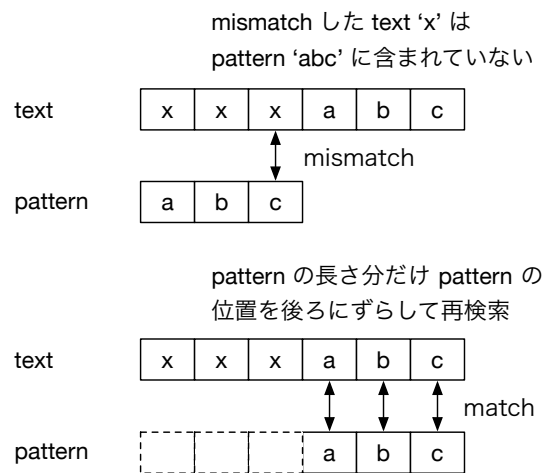 mismatch した text ‘x’ は
pattern ‘abc’ に含まれていない
text x x x a b c
mismatch
pattern a b c
pattern の長さ分だけ pattern の
位置を後ろにずらして再検索
text x x x a b c
match
pattern a b c